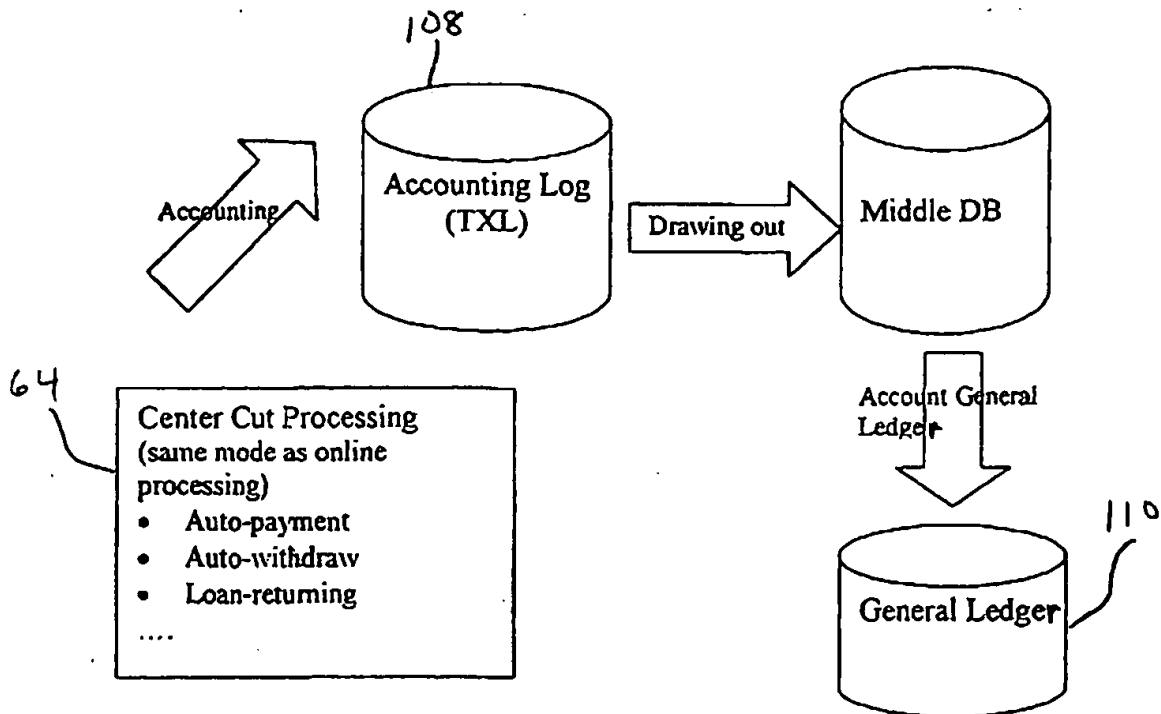 108
Accounting
Accounting Log
(TXL)
Drawing out
Middle DB
64
Center Cut Processing
(same mode as online
processing)
• Auto-payment
• Auto-withdraw
• Loan-returning
....
Account General
Ledger
110
General Ledger